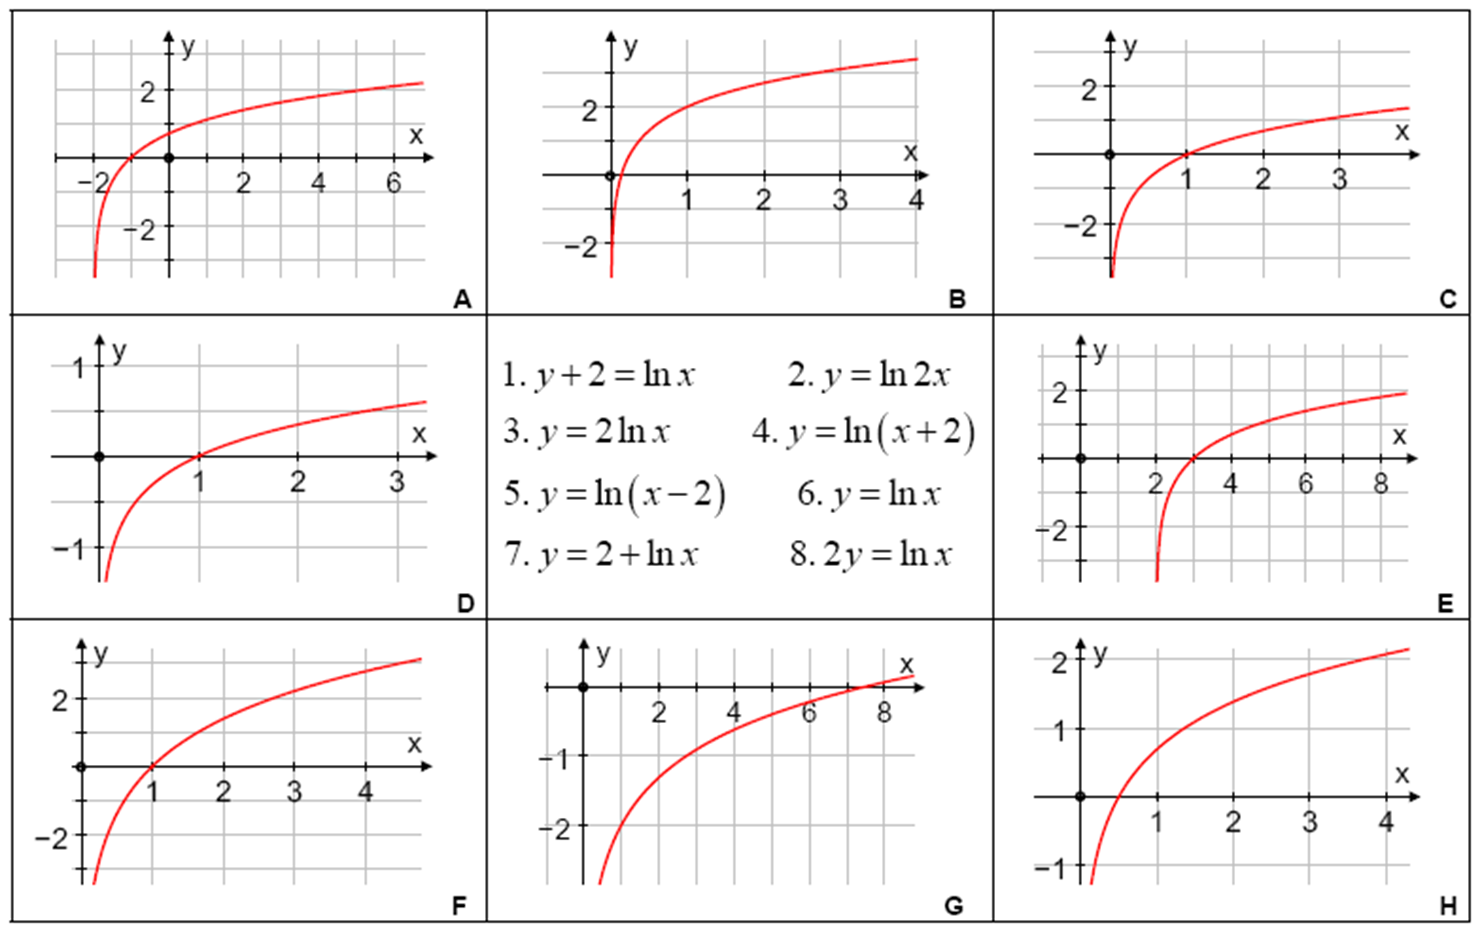 y
2
x
−2
2
4
6
−2
A
y
2
x
1
2
3
4
−2
B
y
2
x
1
2
3
−2
C
1
y
x
1
2
3
−1
D
1. y + 2 = ln x 2. y = ln 2x
3. y = 2 ln x 4. y = ln(x + 2)
5. y = ln(x − 2) 6. y = ln x
7. y = 2 + ln x 8. 2y = ln x
y
2
x
2
4
6
8
−2
E
y
2
x
1
2
3
4
−2
F
y
x
2
4
6
8
−1
−2
G
2
y
1
x
1
2
3
4
−1
H